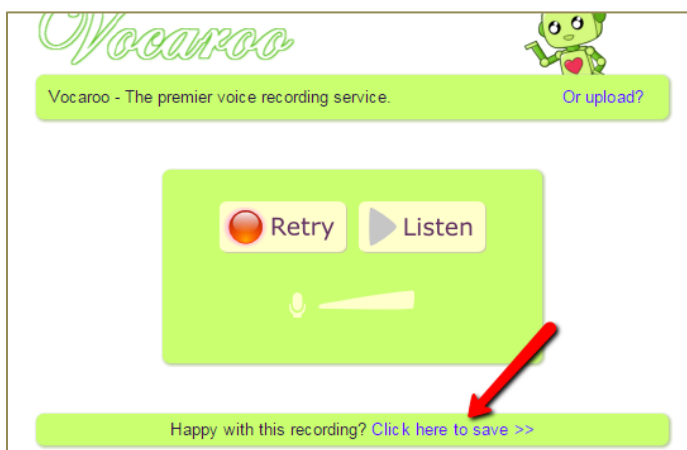 Vocaroo
Vocaroo - The premier voice recording service. Or upload?
Retry Listen
Happy with this recording? Click here to save >>